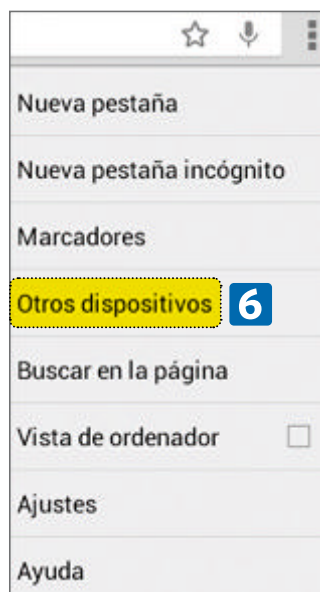 Nueva pestaña
Nueva pestaña incógnito
Marcadores
Otros dispositivos 6
Buscar en la página
Vista de ordenador
Ajustes
Ayuda